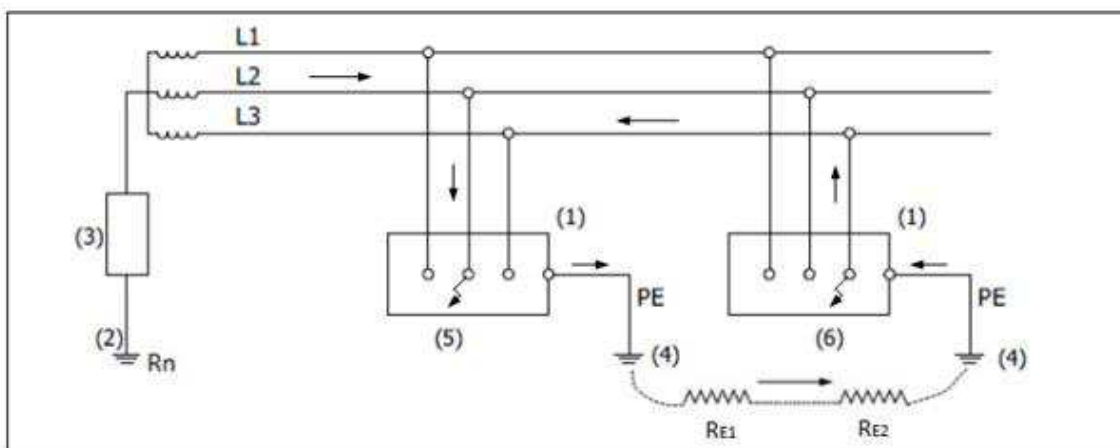 L1
L2
L3
(1) (1)
(3)
PE PE
(2) (5) (6)
Rn (4) (4)
RE1 RE2